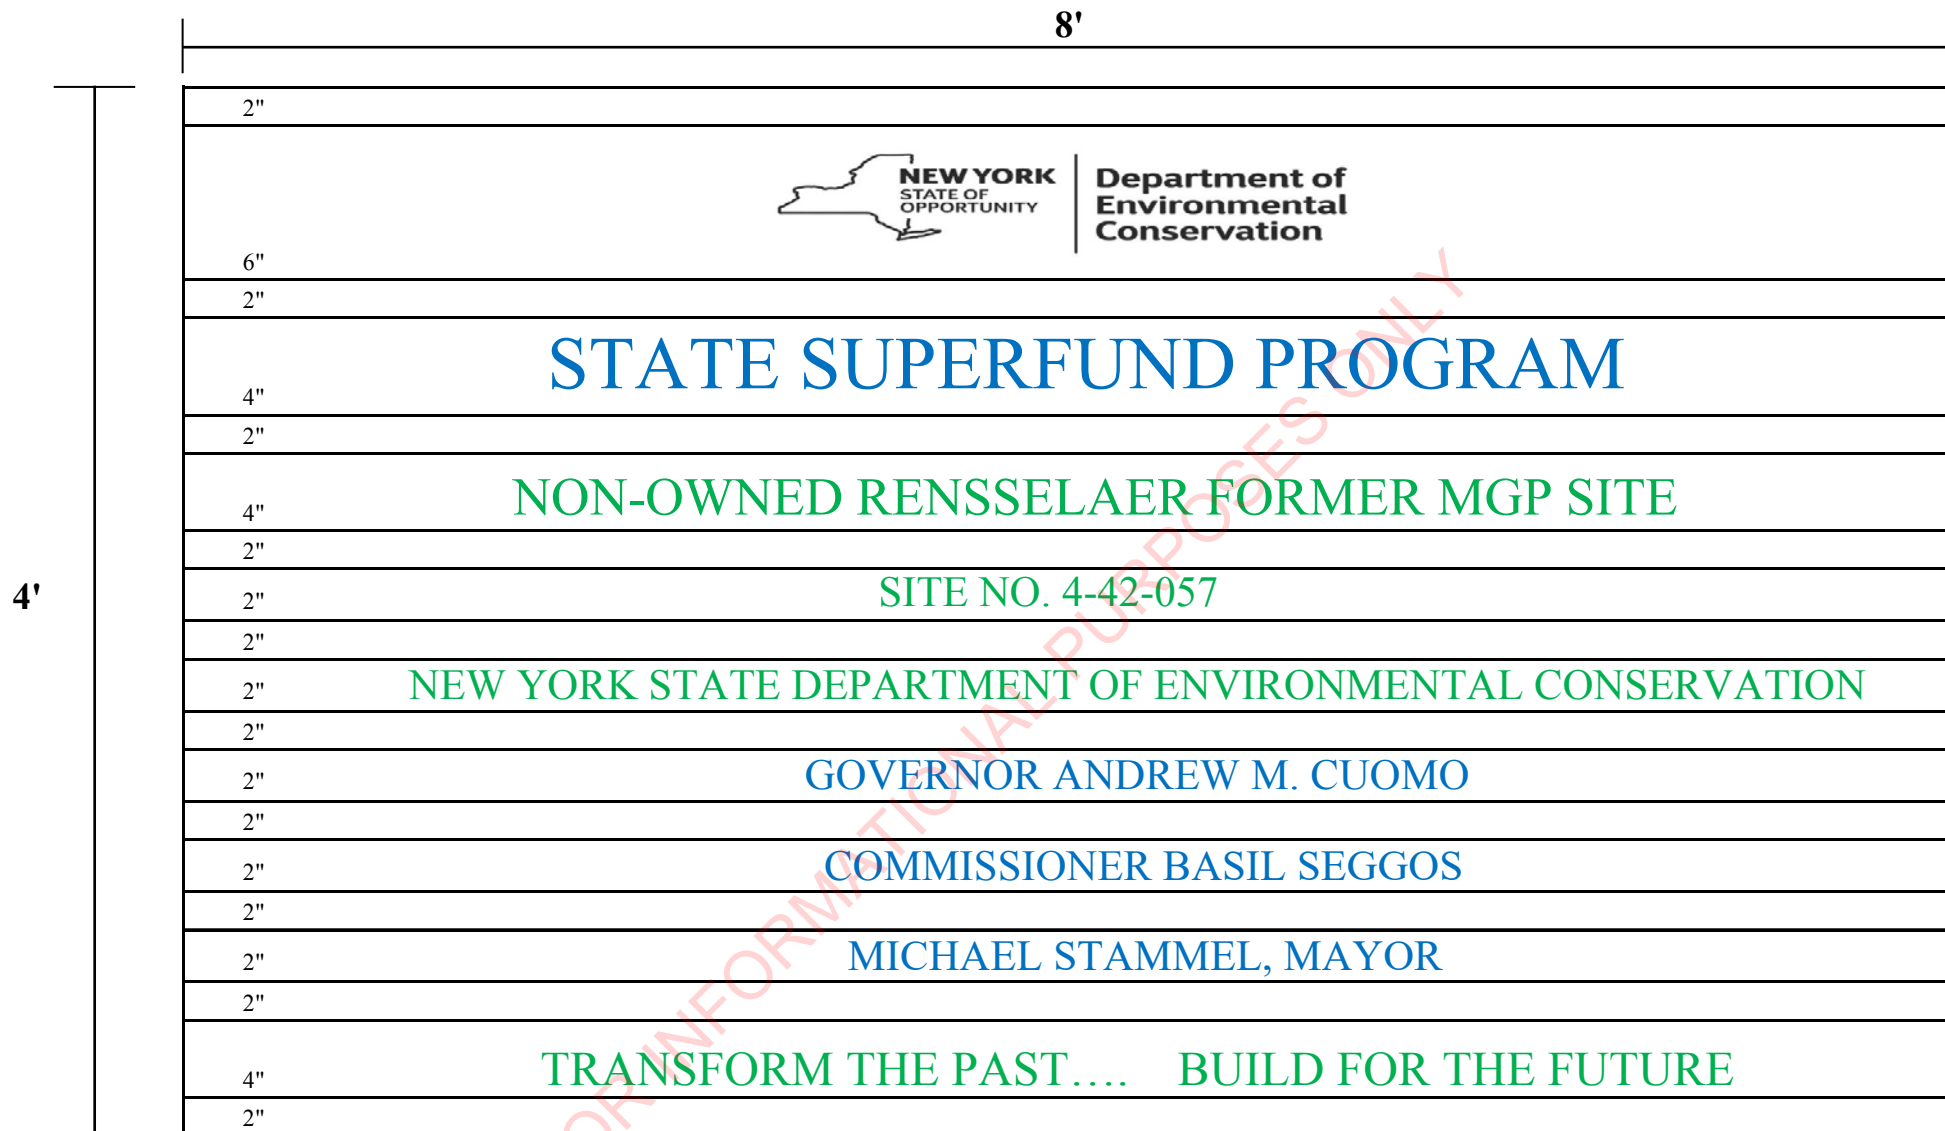 8'
2"
NEW YORK
STATE OF
OPPORTUNITY
Department of
Environmental
Conservation
6"
2"
STATE SUPERFUND PROGRAM
4"
2"
NON-OWNED RENSSELAER FORMER MGP SITE
4"
2"
4'
SITE NO. 4-42-057
2"
2"
NEW YORK STATE DEPARTMENT OF ENVIRONMENTAL CONSERVATION
2"
2"
GOVERNOR ANDREW M. CUOMO
2"
2"
COMMISSIONER BASIL SEGGOS
2"
2"
MICHAEL STAMMEL, MAYOR
2"
2"
TRANSFORM THE PAST…. BUILD FOR THE FUTURE
4"
2"
OR INFORMATIONAL PURPOSES ONLY